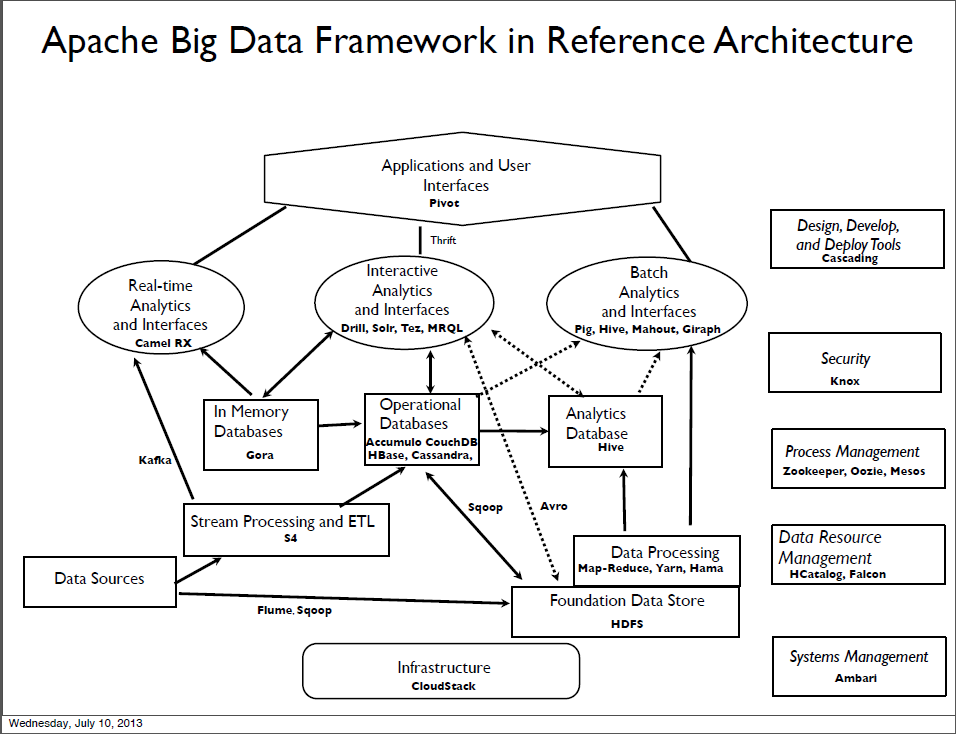 Apache Big Data Framework in Reference Architecture
Applications and User
Interfaces
Pivot
Thrift
Real-time
Analytics
and Interfaces
Camel RX
Interactive
Analytics
and Interfaces
Drill, Solr, Tez, MRQL
Batch
Analytics
and Interfaces
Pig, Hive, Mahout, Giraph
In Memory
Databases
Gora
Operational
Databases
Accumulo CouchDB
HBase, Cassandra,
Analytics
Database
Hive
Kafka
Sqoop
Avro
Stream Processing and ETL
S4
Data Sources
Flume, Sqoop
Data Processing
Map-Reduce, Yarn, Hama
Foundation Data Store
HDFS
Infrastructure
CloudStack
Design, Develop,
and Deploy Tools
Cascading
Security
Knox
Process Management
Zookeeper, Oozie, Mesos
Data Resource
Management
HCatalog, Falcon
Systems Management
Ambari
Wednesday, July 10, 2013